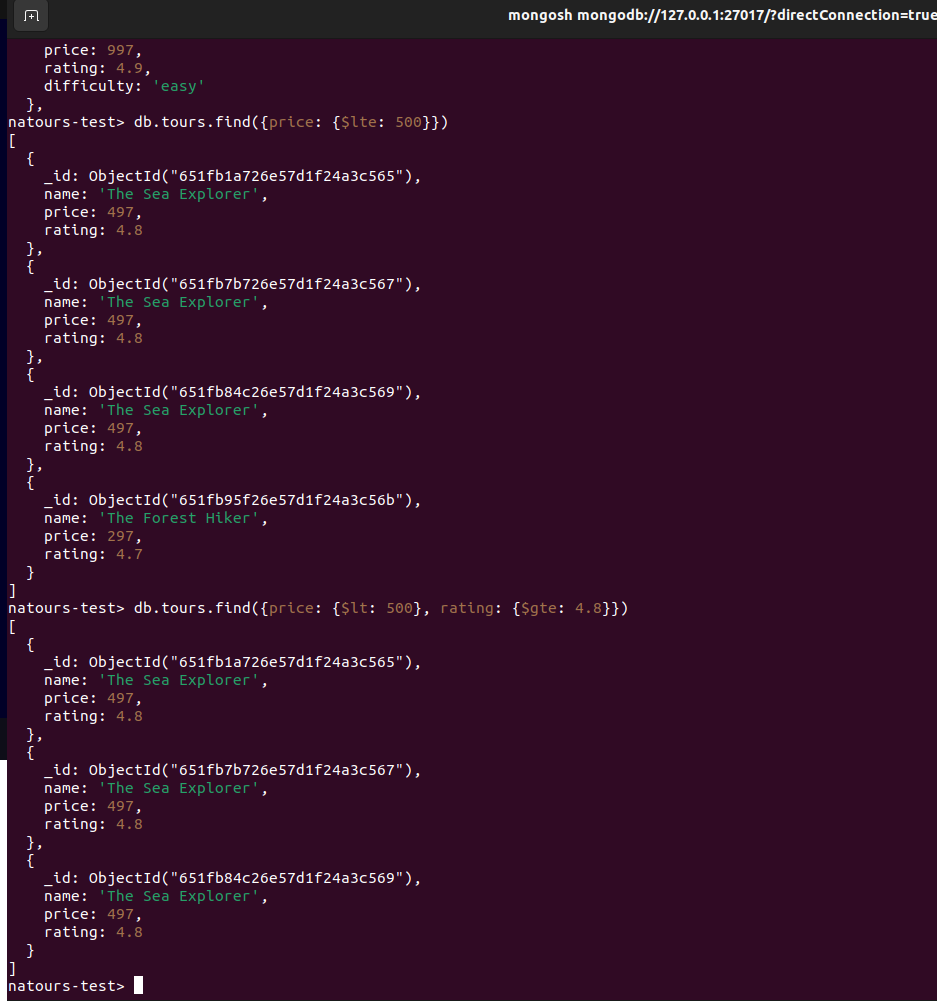 mongosh mongodb://127.0.0.1:27017/?directConnection=true
    price: 997,
    rating: 4.9,
    difficulty: 'easy'
  },
natours-test> db.tours.find({price: {$lte: 500}})
[
  {
    _id: ObjectId("651fb1a726e57d1f24a3c565"),
    name: 'The Sea Explorer',
    price: 497,
    rating: 4.8
  },
  {
    _id: ObjectId("651fb7b726e57d1f24a3c567"),
    name: 'The Sea Explorer',
    price: 497,
    rating: 4.8
  },
  {
    _id: ObjectId("651fb84c26e57d1f24a3c569"),
    name: 'The Sea Explorer',
    price: 497,
    rating: 4.8
  },
  {
    _id: ObjectId("651fb95f26e57d1f24a3c56b"),
    name: 'The Forest Hiker',
    price: 297,
    rating: 4.7
  }
]
natours-test> db.tours.find({price: {$lt: 500}, rating: {$gte: 4.8}})
[
  {
    _id: ObjectId("651fb1a726e57d1f24a3c565"),
    name: 'The Sea Explorer',
    price: 497,
    rating: 4.8
  },
  {
    _id: ObjectId("651fb7b726e57d1f24a3c567"),
    name: 'The Sea Explorer',
    price: 497,
    rating: 4.8
  },
  {
    _id: ObjectId("651fb84c26e57d1f24a3c569"),
    name: 'The Sea Explorer',
    price: 497,
    rating: 4.8
  }
]
natours-test>